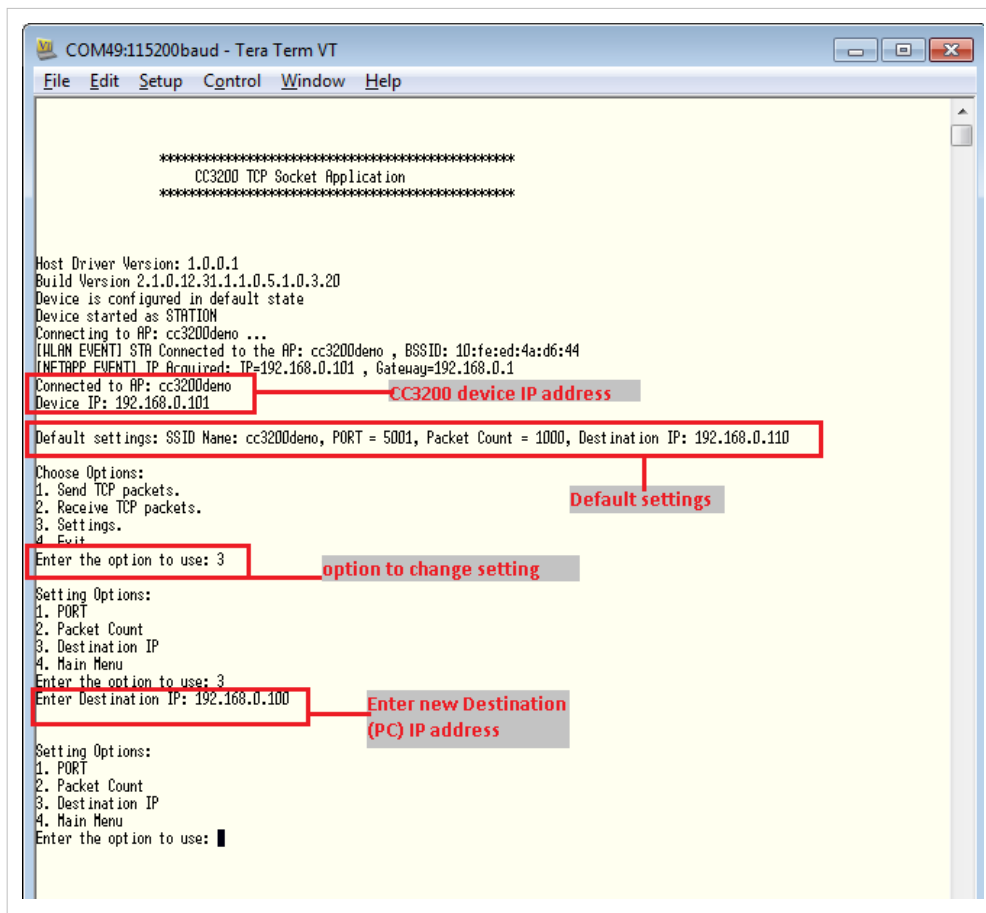 COM49:115200baud - Tera Term VT
File Edit Setup Control Window Help
**************************************************
CC3200 TCP Socket Application
**************************************************
Host Driver Version: 1.0.0.1
Build Version 2.1.0.12.31.1.1.0.5.1.0.3.20
Device is configured in default state
Device started as STATION
Connecting to AP: cc3200demo ...
[WLAN EVENT] STA Connected to the AP: cc3200demo , BSSID: 10:fe:ed:4a:d6:44
[NETAPP EVENT] IP Acquired: IP=192.168.0.101 , Gateway=192.168.0.1
Connected to AP: cc3200demo
Device IP: 192.168.0.101
CC3200 device IP address
Default settings: SSID Name: cc3200demo, PORT = 5001, Packet Count = 1000, Destination IP: 192.168.0.110
Default settings
Choose Options:
1. Send TCP packets.
2. Receive TCP packets.
3. Settings.
4. Exit
Enter the option to use: 3
option to change setting
Setting Options:
1. PORT
2. Packet Count
3. Destination IP
4. Main Menu
Enter the option to use: 3
Enter Destination IP: 192.168.0.100
Enter new Destination
(PC) IP address
Setting Options:
1. PORT
2. Packet Count
3. Destination IP
4. Main Menu
Enter the option to use: